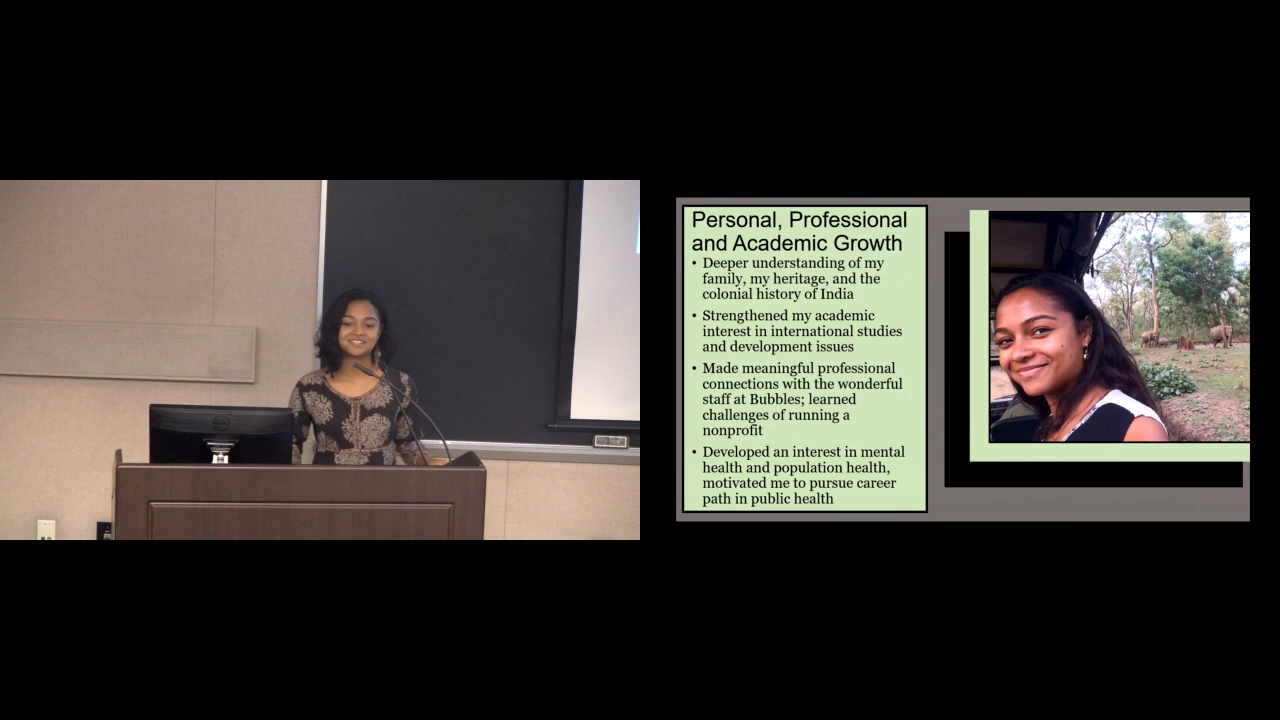 Personal, Professional
and Academic Growth
• Deeper understanding of my
family, my heritage, and the
colonial history of India
• Strengthened my academic
interest in international studies
and development issues
• Made meaningful professional
connections with the wonderful
staff at Bubbles; learned
challenges of running a
nonprofit
• Developed an interest in mental
health and population health,
motivated me to pursue career
path in public health